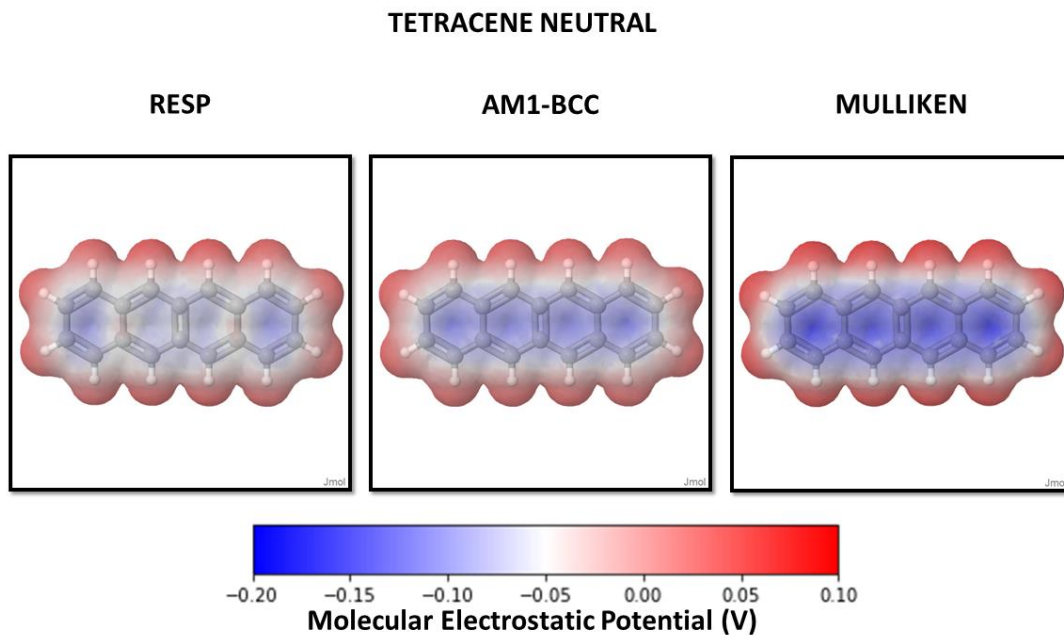 TETRACENE NEUTRAL
RESP AM1-BCC MULLIKEN
Jmol Jmol Jmol
−0.20 −0.15 −0.10 −0.05 0.00 0.05 0.10
Molecular Electrostatic Potential (V)